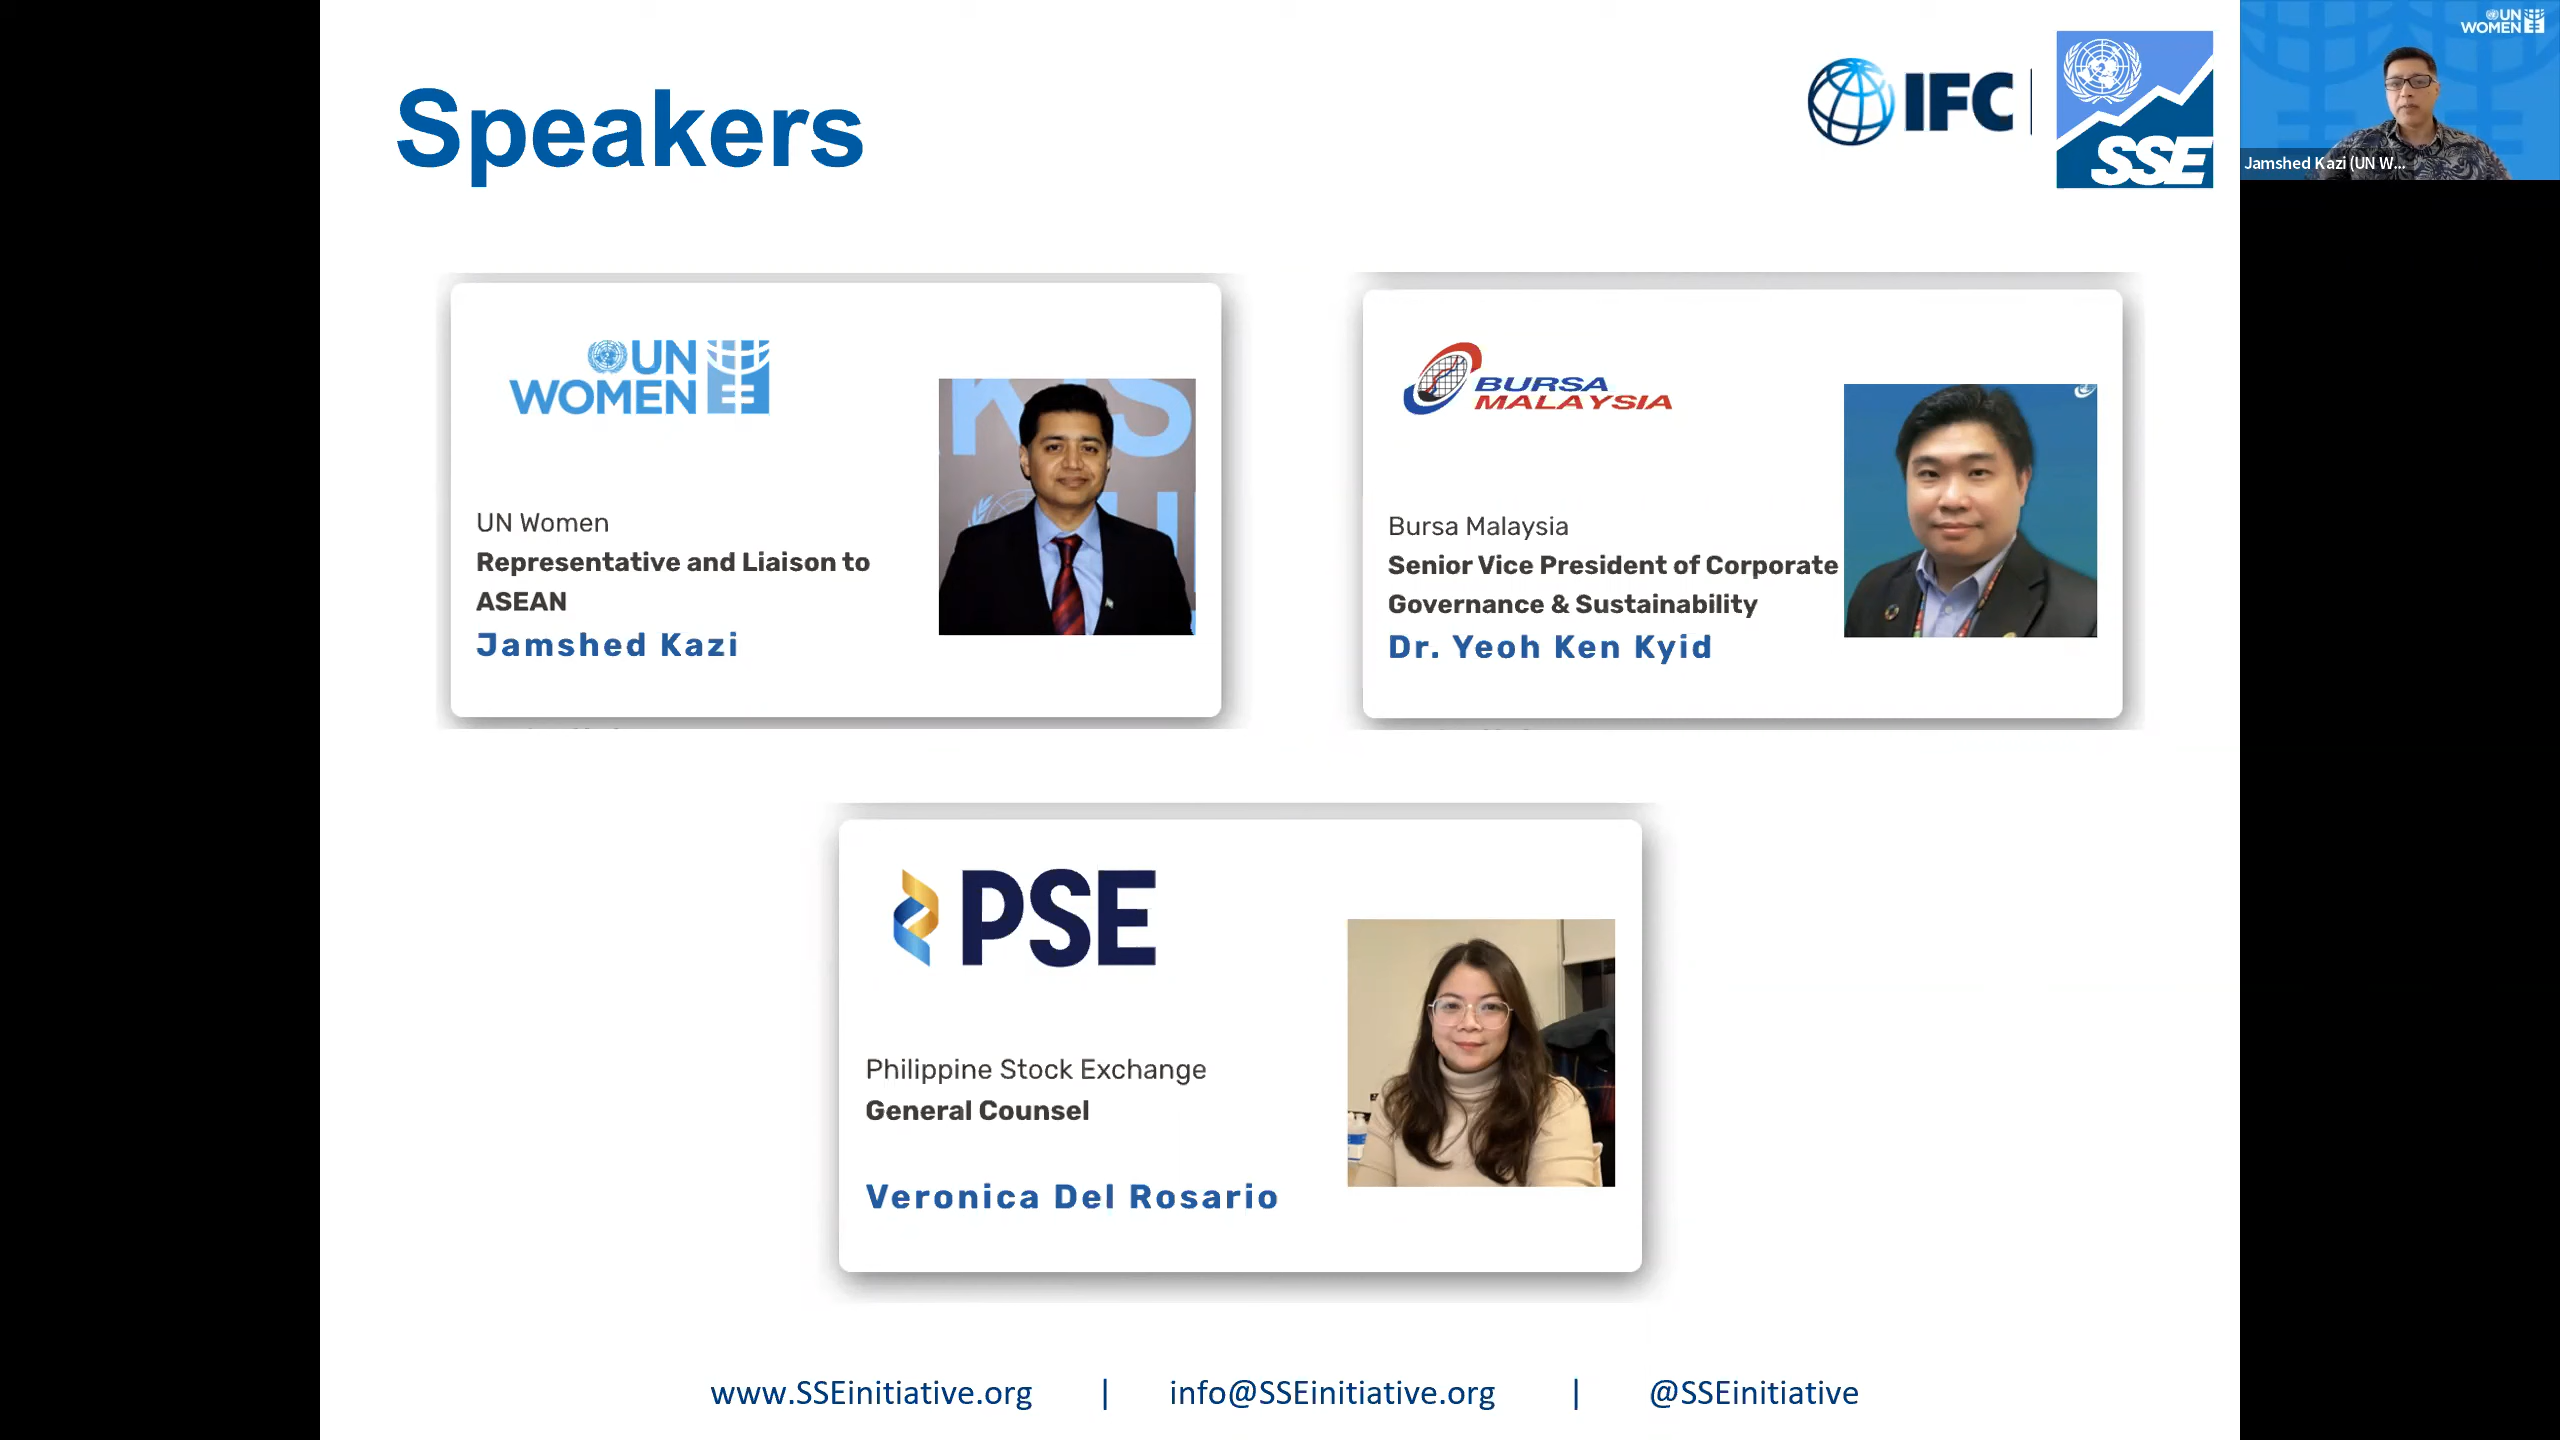 Speakers
IFC
SSE
UN
WOMEN
Jamshed Kazi (UN W...
UN
WOMEN
UN Women
Representative and Liaison to
ASEAN
Jamshed Kazi
BURSA
MALAYSIA
Bursa Malaysia
Senior Vice President of Corporate
Governance & Sustainability
Dr. Yeoh Ken Kyid
PSE
Philippine Stock Exchange
General Counsel
Veronica Del Rosario
www.SSEinitiative.org | info@SSEinitiative.org | @SSEinitiative